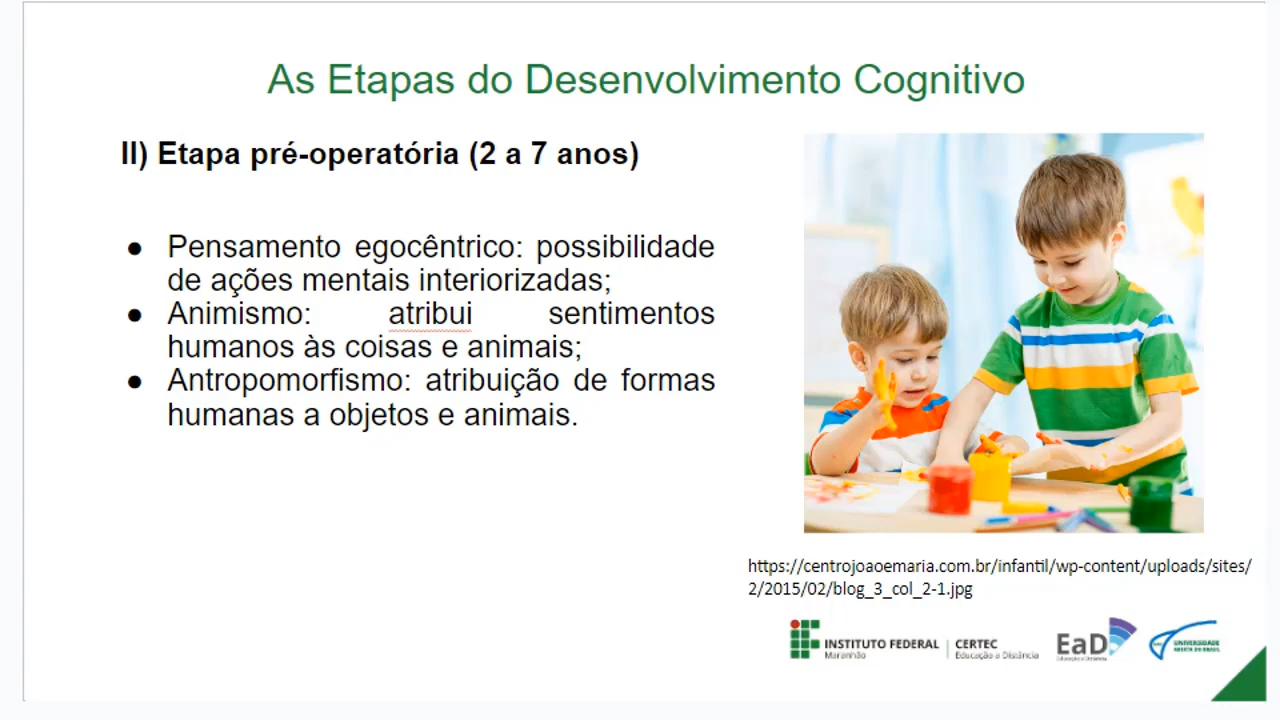 As Etapas do Desenvolvimento Cognitivo
II) Etapa pré-operatória (2 a 7 anos)
● Pensamento egocêntrico: possibilidade
de ações mentais interiorizadas;
● Animismo: atribui sentimentos
humanos às coisas e animais;
● Antropomorfismo: atribuição de formas
humanas a objetos e animais.
https://centrojoaoemaria.com.br/infantil/wp-content/uploads/sites/
2/2015/02/blog_3_col_2-1.jpg
INSTITUTO FEDERAL
Maranhão
CERTEC
Educação a Distância
EaD
Educação a Distância
UNIVERSIDADE
ABERTA DO BRASIL